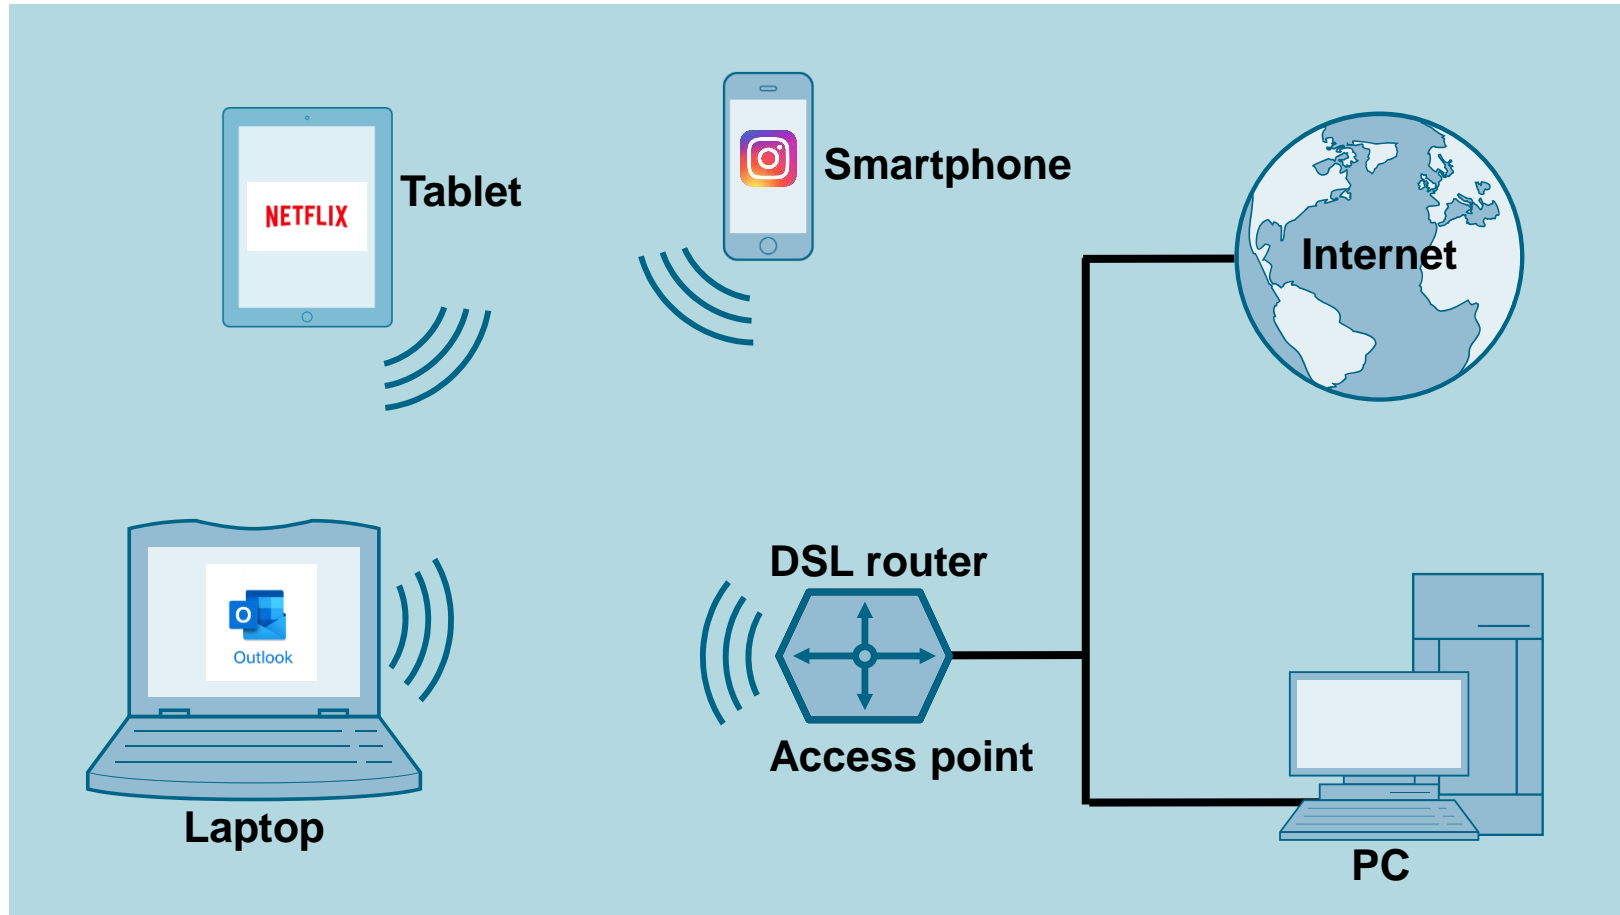 Smartphone
Tablet
NETFLIX
Internet
DSL router
O
Outlook
Access point
Laptop
PC